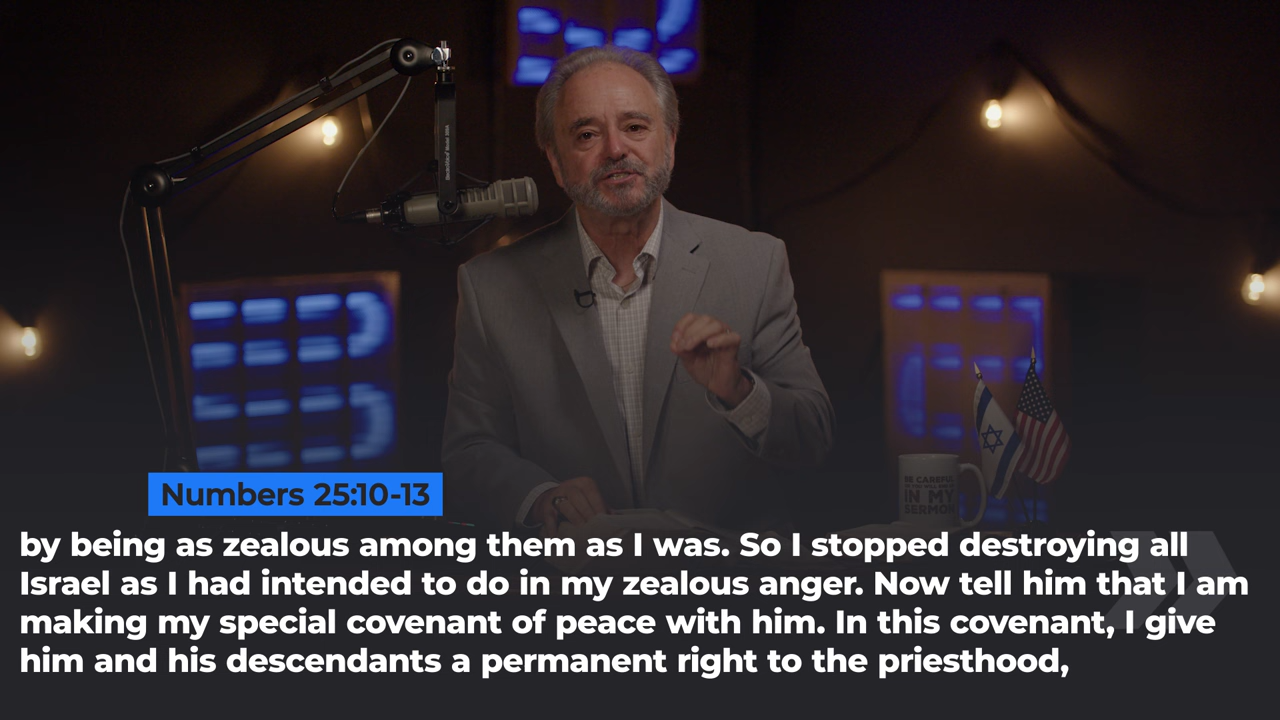 Numbers 25:10-13
by being as zealous among them as I was. So I stopped destroying all
Israel as I had intended to do in my zealous anger. Now tell him that I am
making my special covenant of peace with him. In this covenant, I give
him and his descendants a permanent right to the priesthood,
BE CAREFUL
IN MY
SERMON